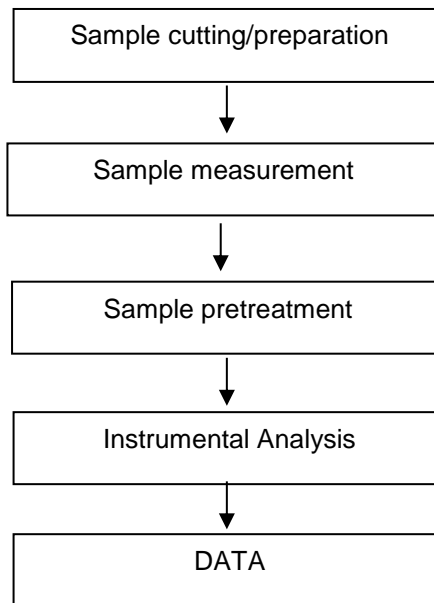 Sample cutting/preparation
Sample measurement
Sample pretreatment
Instrumental Analysis
DATA